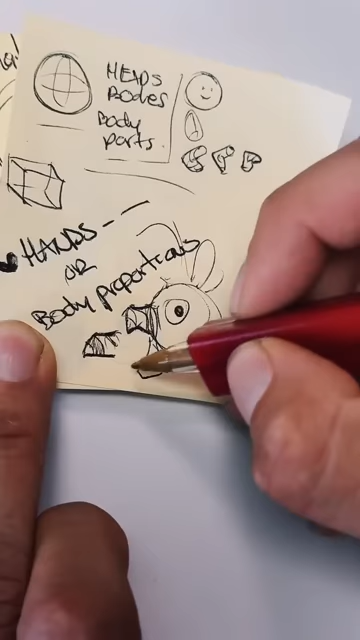 HEADS
Bodies
Body
parts.
HANDS
OR
Body proportions